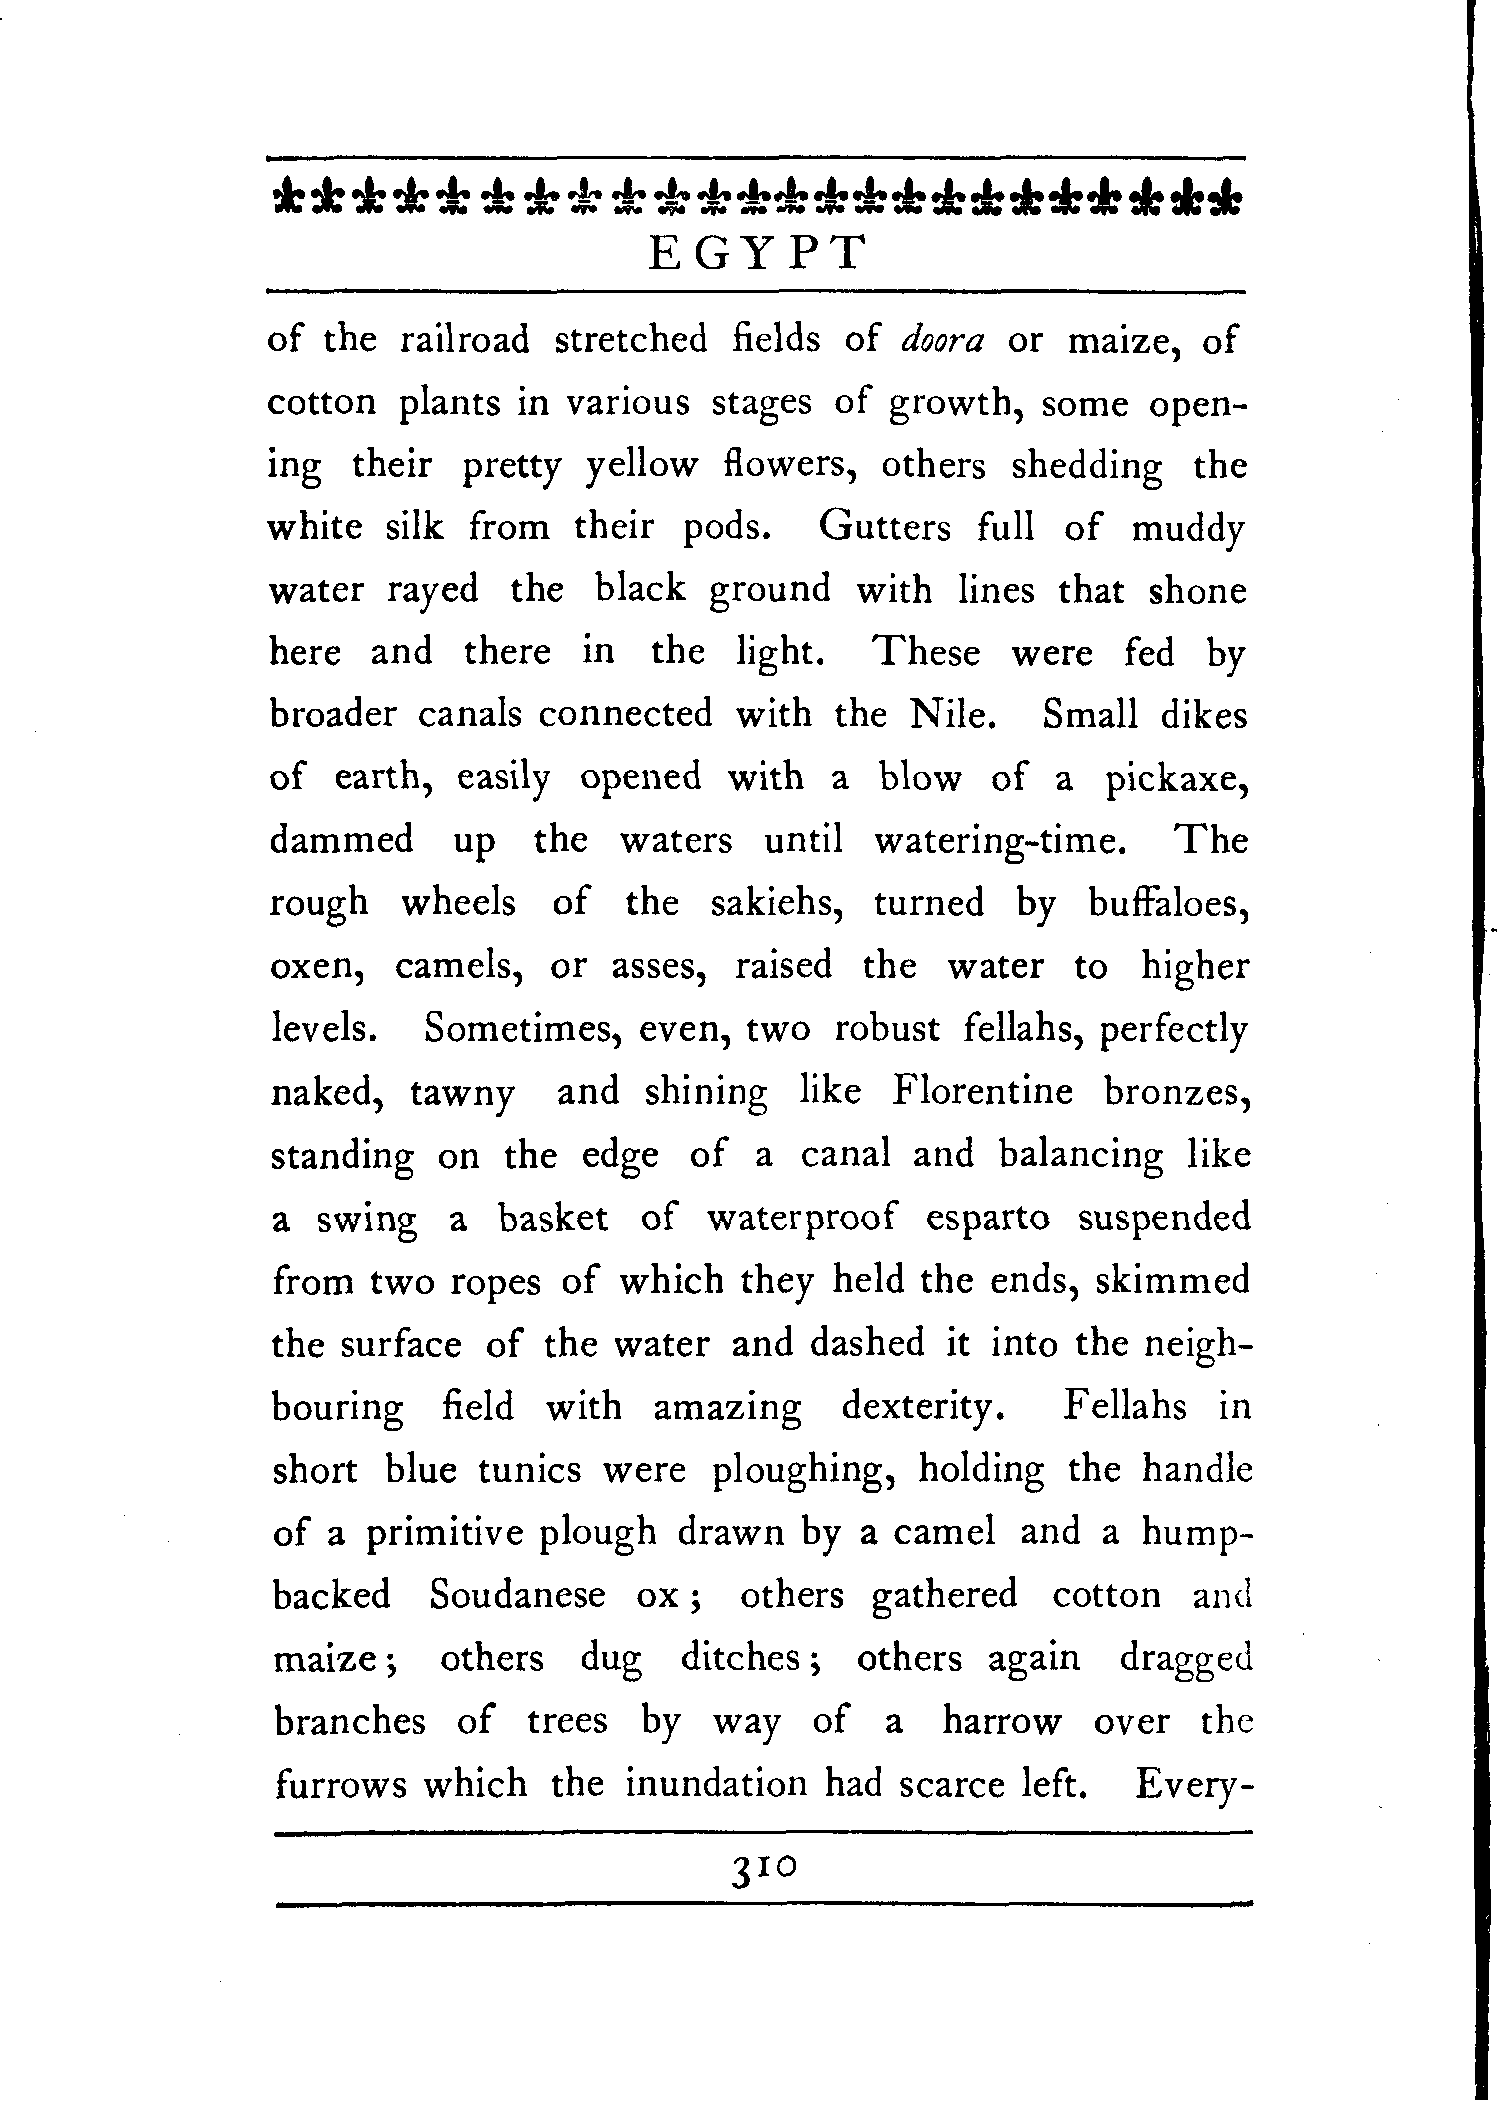 EGYPT
of the railroad stretched fields of doora or maize, of
cotton plants in various stages of growth, some open-
ing their pretty yellow flowers, others shedding the
white silk from their pods. Gutters full of muddy
water rayed the black ground with lines that shone
here and there in the light. These were fed by
broader canals connected with the Nile. Small dikes
of earth, easily opened with a blow of a pickaxe,
dammed up the waters until watering-time. The
rough wheels of the sakiehs, turned by buffaloes,
oxen, camels, or asses, raised the water to higher
levels. Sometimes, even, two robust fellahs, perfectly
naked, tawny and shining like Florentine bronzes,
standing on the edge of a canal and balancing like
a swing a basket of waterproof esparto suspended
from two ropes of which they held the ends, skimmed
the surface of the water and dashed it into the neigh-
bouring field with amazing dexterity. Fellahs in
short blue tunics were ploughing, holding the handle
of a primitive plough drawn by a camel and a hump-
backed Soudanese ox; others gathered cotton and
maize; others dug ditches; others again dragged
branches of trees by way of a harrow over the
furrows which the inundation had scarce left. Every-
310